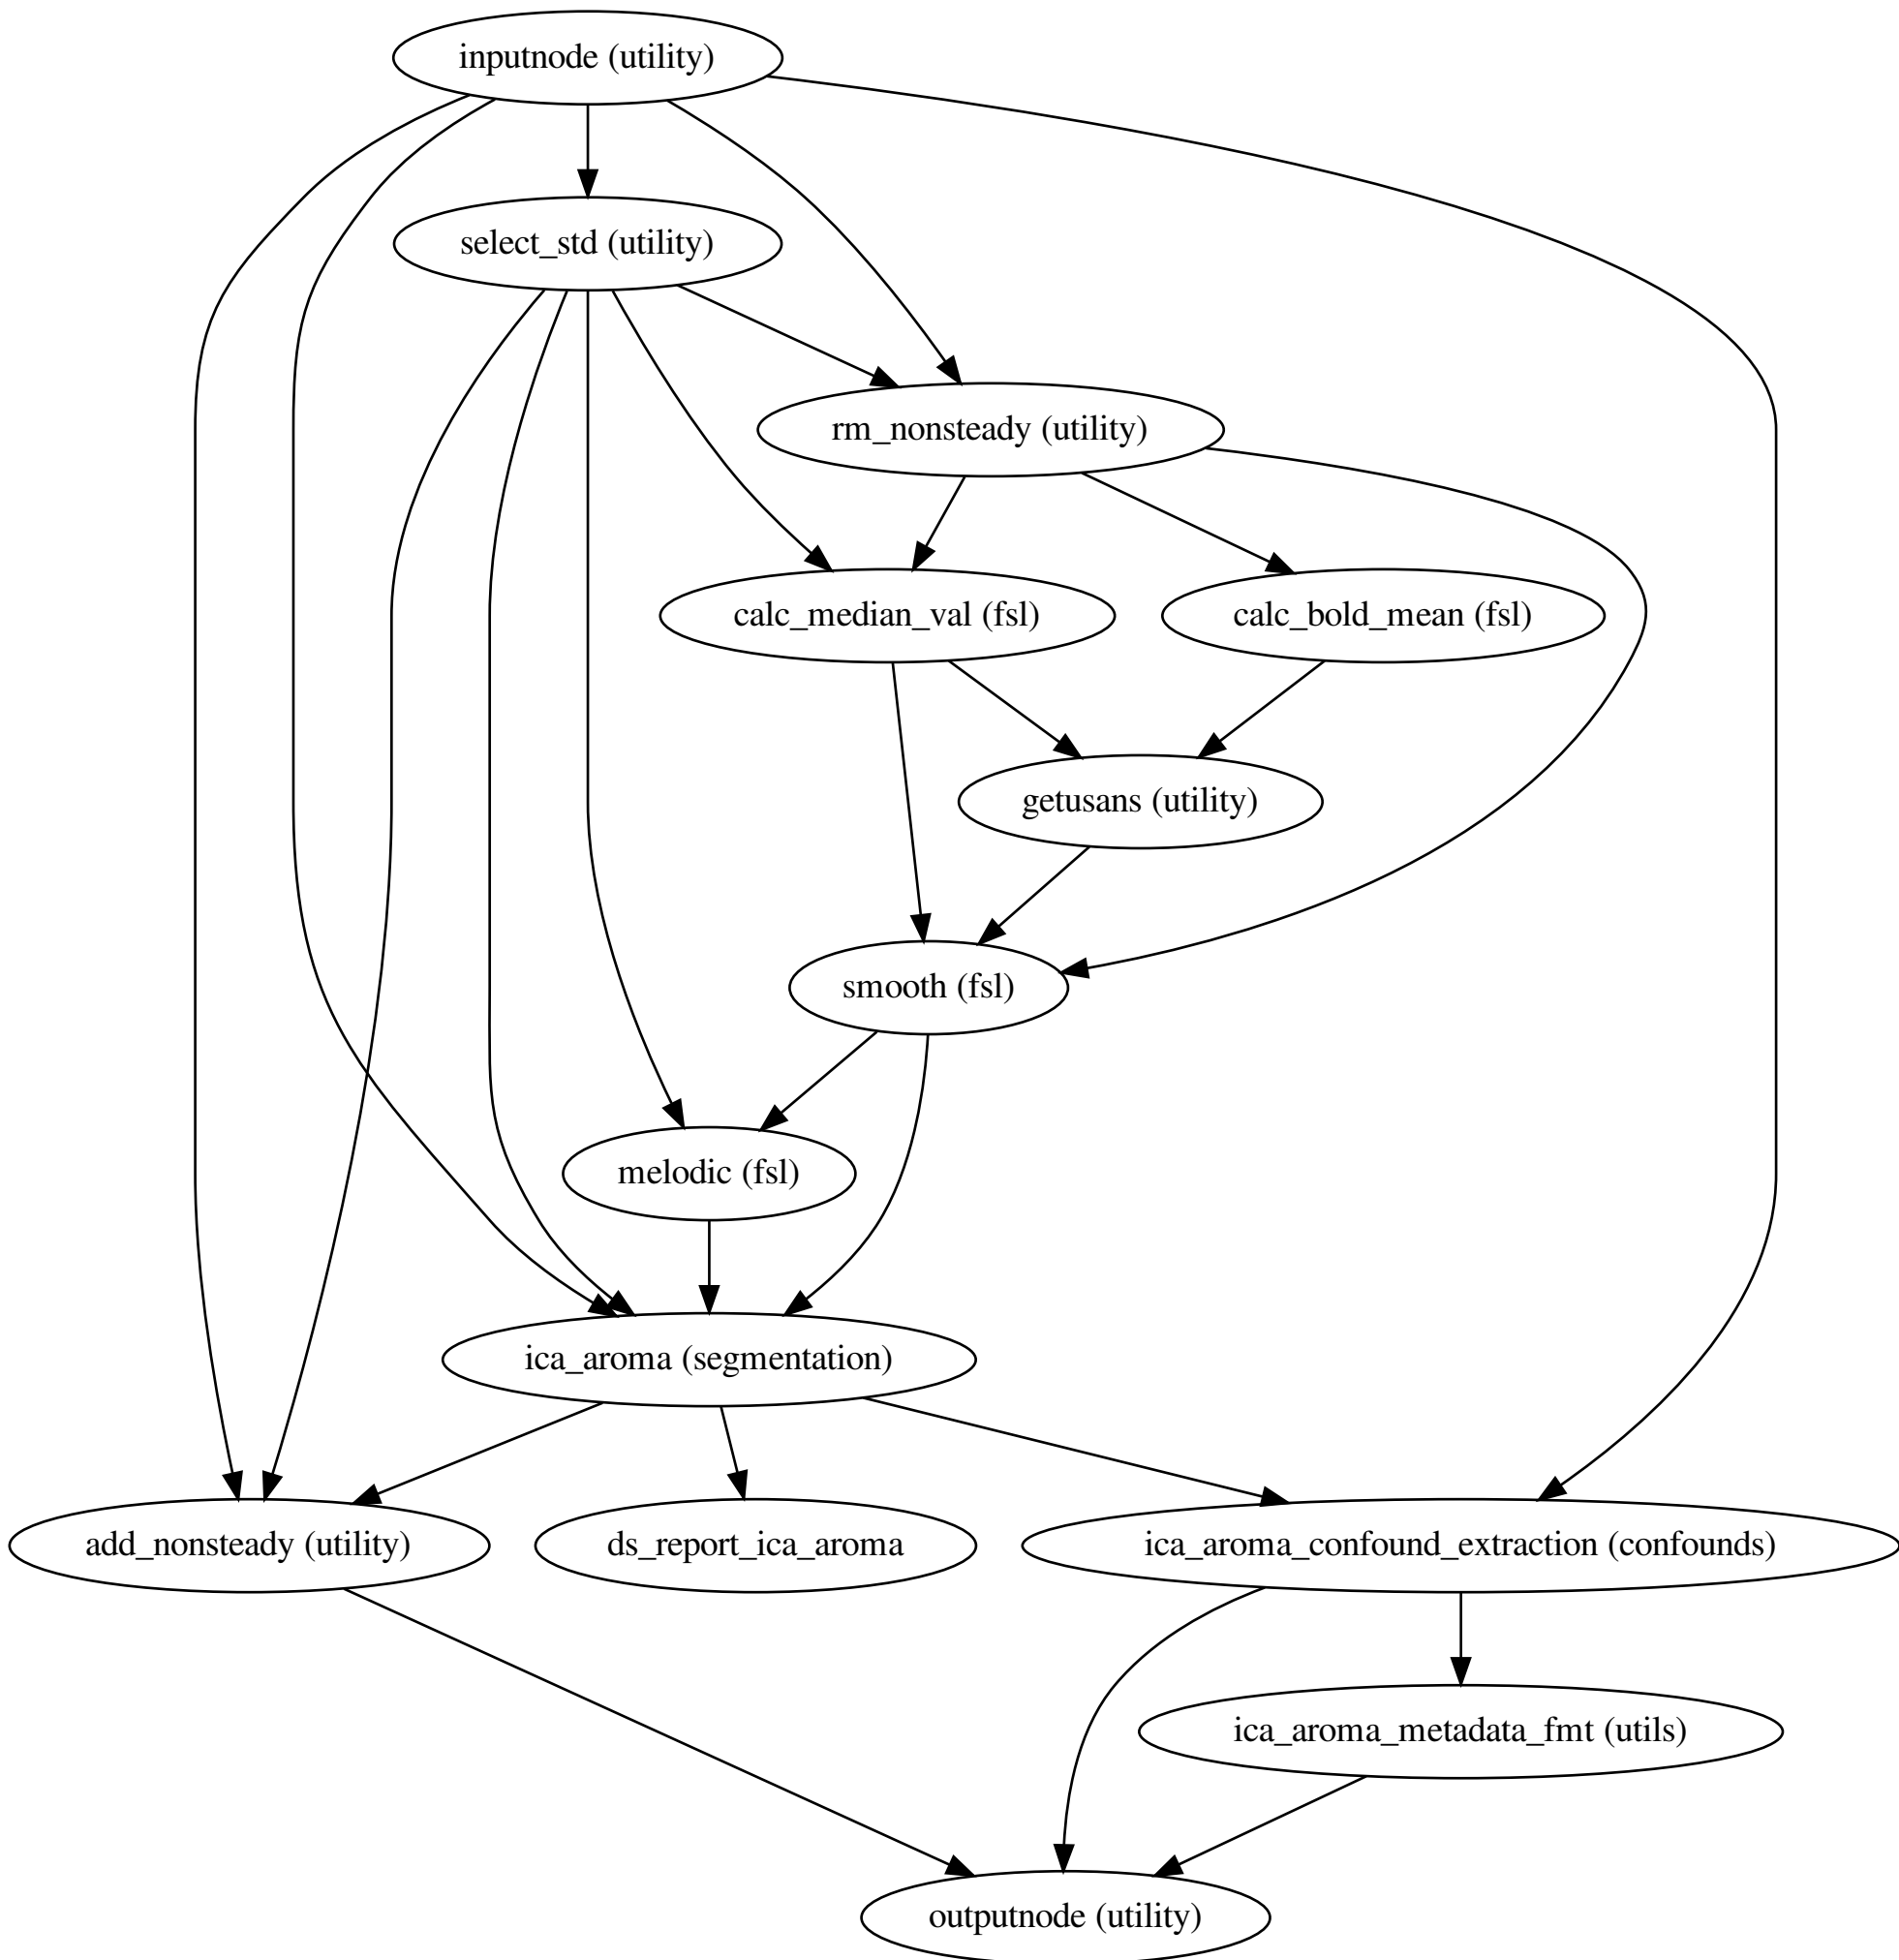 inputnode (utility)
select_std (utility)
rm_nonsteady (utility)
calc_median_val (fsl)
calc_bold_mean (fsl)
getusans (utility)
smooth (fsl)
melodic (fsl)
ica_aroma (segmentation)
add_nonsteady (utility)
ds_report_ica_aroma
ica_aroma_confound_extraction (confounds)
ica_aroma_metadata_fmt (utils)
outputnode (utility)